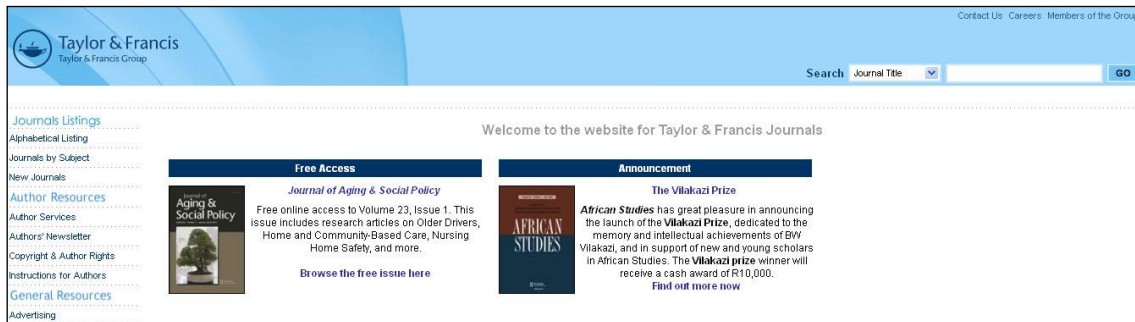 Contact Us Careers Members of the Group
Taylor & Francis
Taylor & Francis Group
Search Journal Title GO
Journals Listings
Alphabetical Listing
Journals by Subject
New Journals
Author Resources
Author Services
Authors' Newsletter
Copyright & Author Rights
Instructions for Authors
General Resources
Advertising
Welcome to the website for Taylor & Francis Journals
Free Access
Journal of
Aging &
Social Policy
Journal of Aging & Social Policy
Free online access to Volume 23, Issue 1. This
issue includes research articles on Older Drivers,
Home and Community-Based Care, Nursing
Home Safety, and more.
Browse the free issue here
Announcement
AFRICAN
STUDIES
The Vilakazi Prize
African Studies has great pleasure in announcing
the launch of the Vilakazi Prize, dedicated to the
memory and intellectual achievements of BW
Vilakazi, and in support of new and young scholars
in African Studies. The Vilakazi prize winner will
receive a cash award of R10,000.
Find out more now